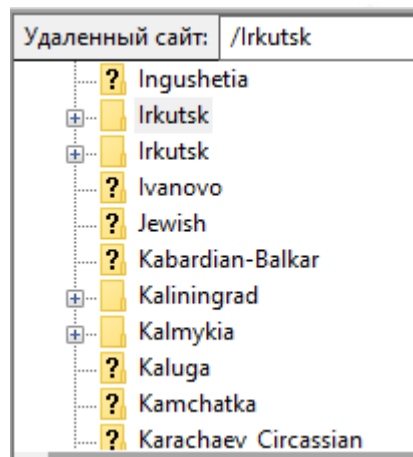 Удаленный сайт: /Irkutsk
Ingushetia
Irkutsk
Irkutsk
Ivanovo
Jewish
Kabardian-Balkar
Kaliningrad
Kalmykia
Kaluga
Kamchatka
Karachaev Circassian